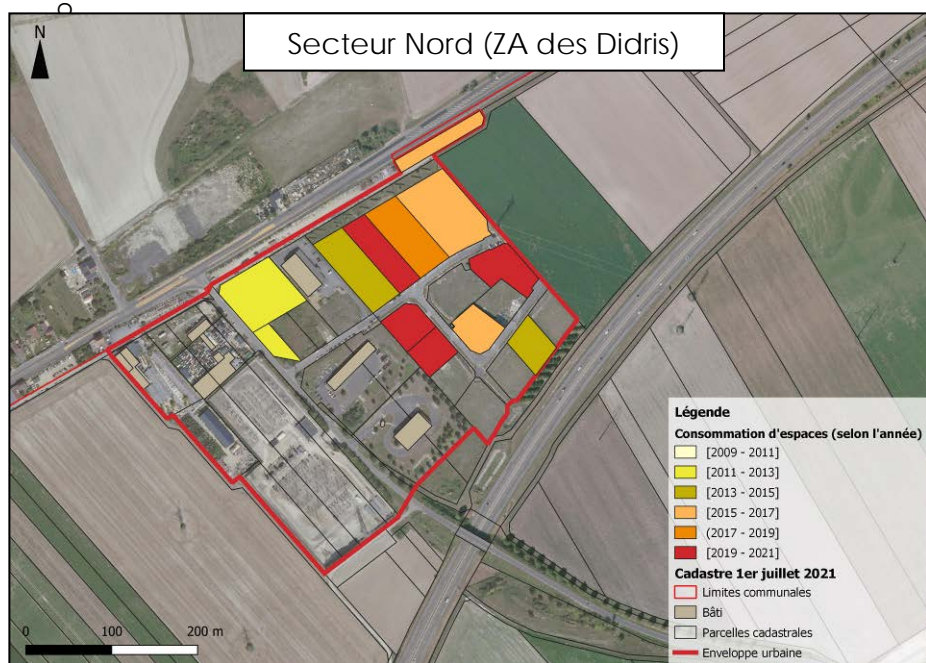 Secteur Nord (ZA des Didris)
N
Légende
Consommation d'espaces (selon l'année)
[2009 - 2011]
[2011 - 2013]
[2013 - 2015]
[2015 - 2017]
(2017 - 2019]
[2019 - 2021]
Cadastre 1er juillet 2021
Limites communales
Bâti
Parcelles cadastrales
Enveloppe urbaine
0 100 200 m